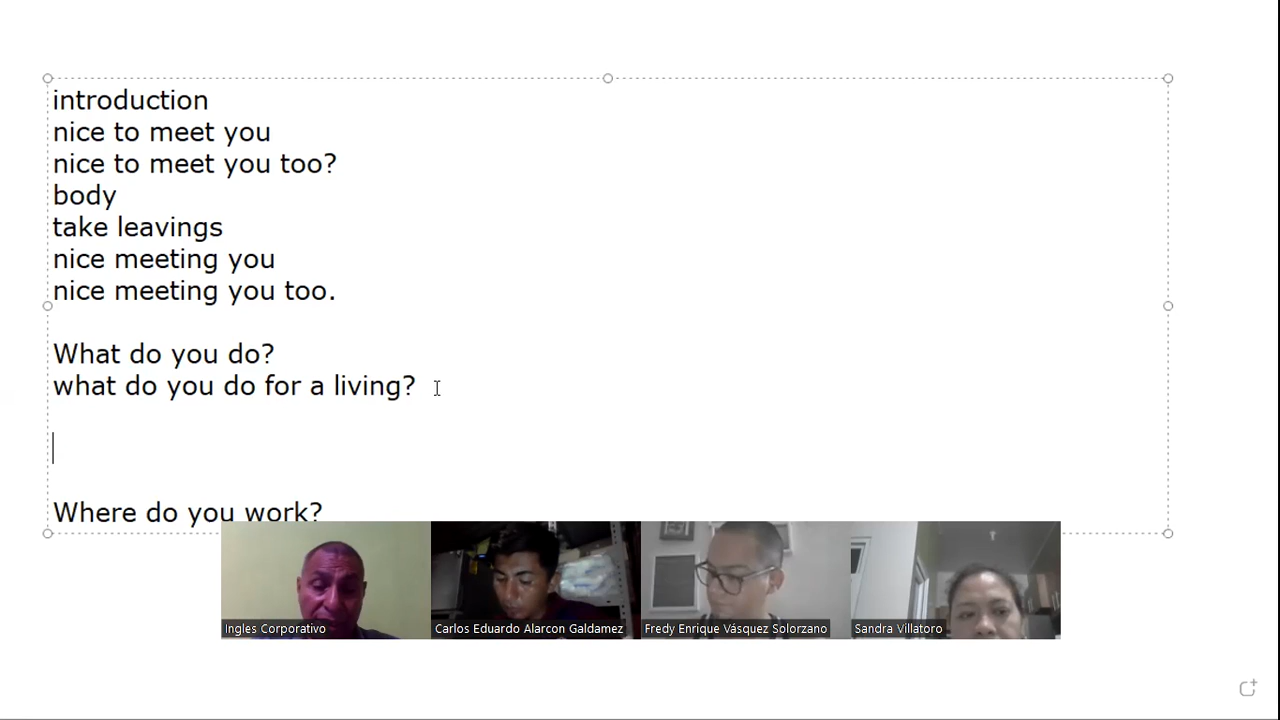 introduction
nice to meet you
nice to meet you too?
body
take leavings
nice meeting you
nice meeting you too.
What do you do?
what do you do for a living?
Where do you work?
Ingles Corporativo
Carlos Eduardo Alarcon Galdamez
Fredy Enrique Vásquez Solorzano
Sandra Villatoro